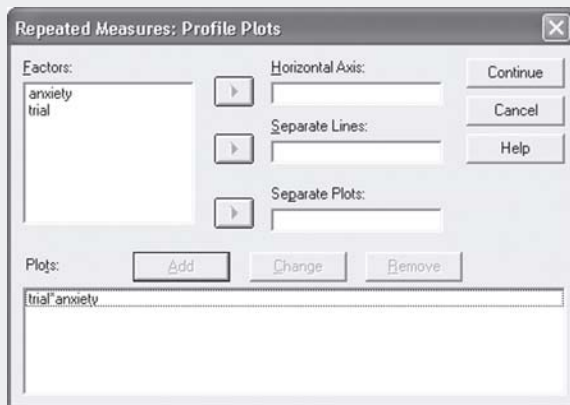 Repeated Measures: Profile Plots
Factors:
anxiety
trial
Horizontal Axis:
Separate Lines:
Separate Plots:
Continue
Cancel
Help
Plots:
Add
Change
Remove
trial*anxiety